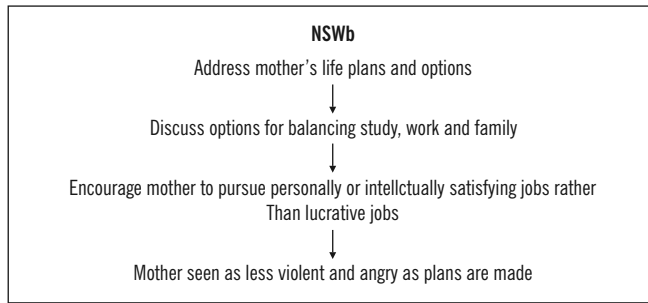 NSWb
Address mother’s life plans and options
Discuss options for balancing study, work and family
Encourage mother to pursue personally or intellctually satisfying jobs rather
Than lucrative jobs
Mother seen as less violent and angry as plans are made